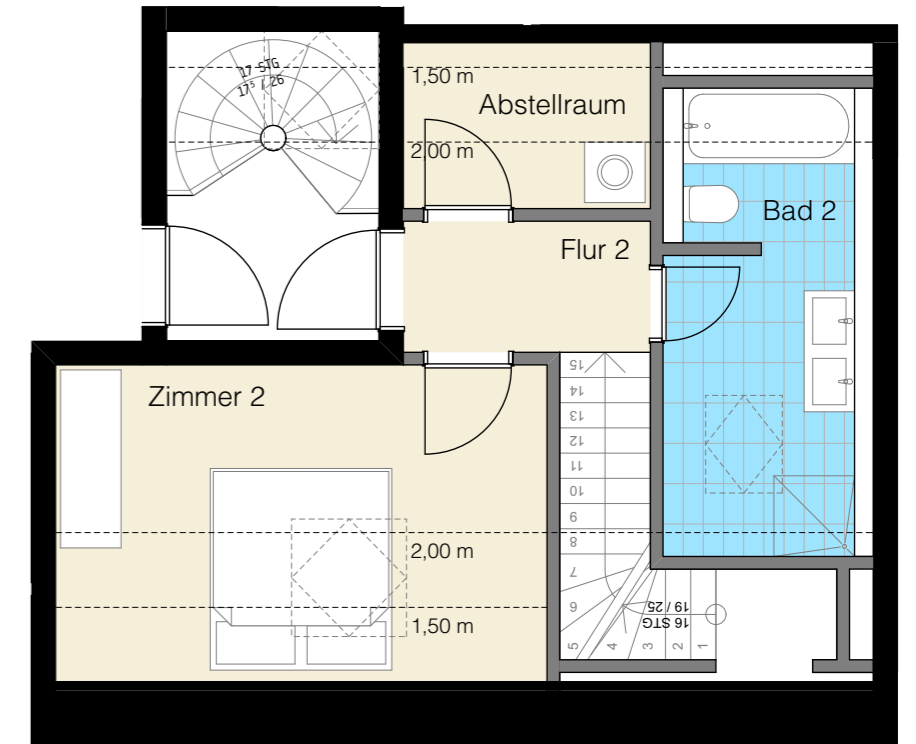 17 STG
17⁵ / 26
1,50 m
Abstellraum
2,00 m
Bad 2
Flur 2
Zimmer 2
15
14
13
12
11
10
9
8
7
6
5
4
3
2
1
2,00 m
1,50 m
16 STG
19 / 25